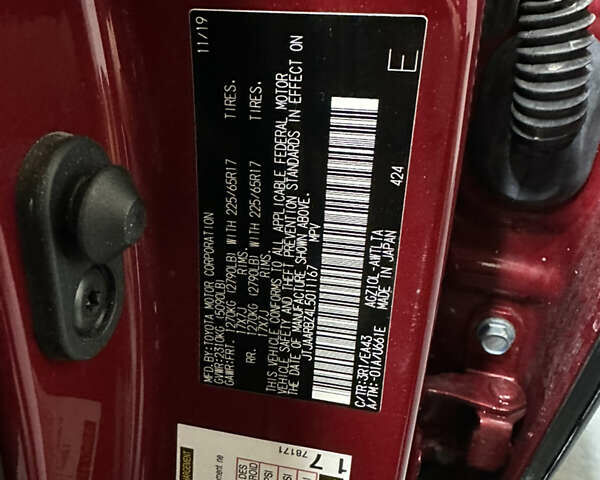 MFD.BY:TOYOTA MOTOR CORPORATION 11/19
GVWR:2310KG (5090LB)
GAWR:FRT. 1270KG (2790LB) WITH 225/65R17 TIRES.
17X7J RIMS.
RR. 1270KG (2790LB) WITH 225/65R17 TIRES.
17X7J RIMS.
THIS VEHICLE CONFORMS TO ALL APPLICABLE FEDERAL MOTOR
VEHICLE SAFETY AND THEFT PREVENTION STANDARDS IN EFFECT ON
THE DATE OF MANUFACTURE SHOWN ABOVE.
JTJAARBZ4L5011767 MPV
E
C/TR:3R1/EA43 AGZ10L-AWTLTA 424
A/TM:-01A/U661E MADE IN JAPAN
17
78171